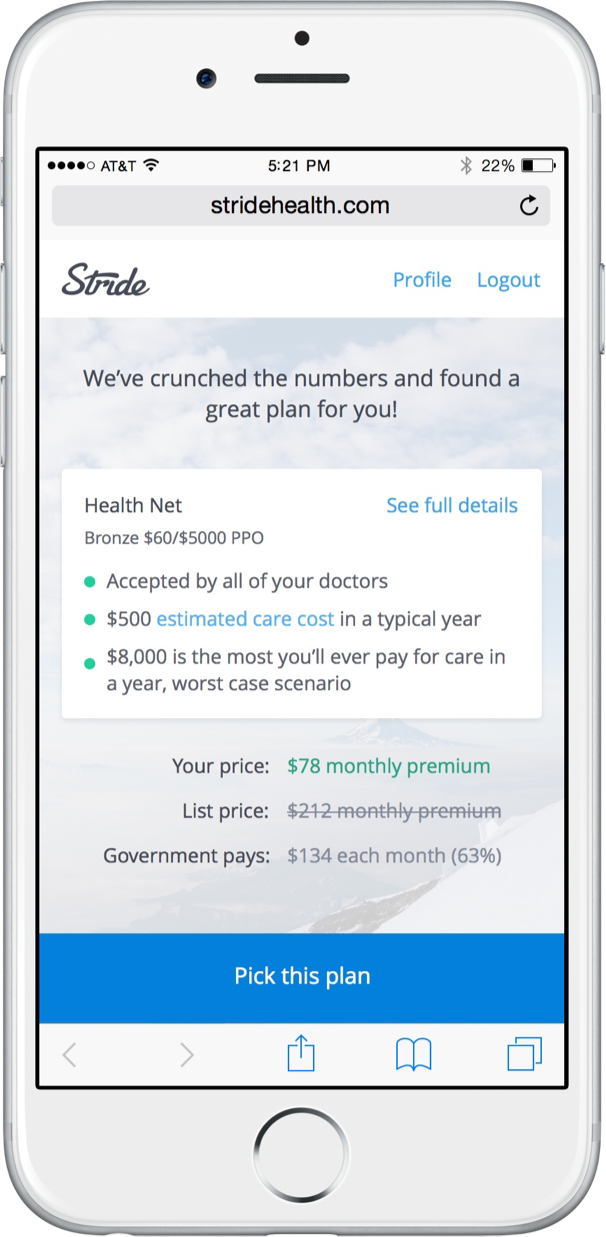 AT&T 5:21 PM 22%
stridehealth.com
Stride Profile Logout
We’ve crunched the numbers and found a
great plan for you!
Health Net See full details
Bronze $60/$5000 PPO
Accepted by all of your doctors
$500 estimated care cost in a typical year
$8,000 is the most you’ll ever pay for care in
a year, worst case scenario
Your price: $78 monthly premium
List price: $212 monthly premium
Government pays: $134 each month (63%)
Pick this plan